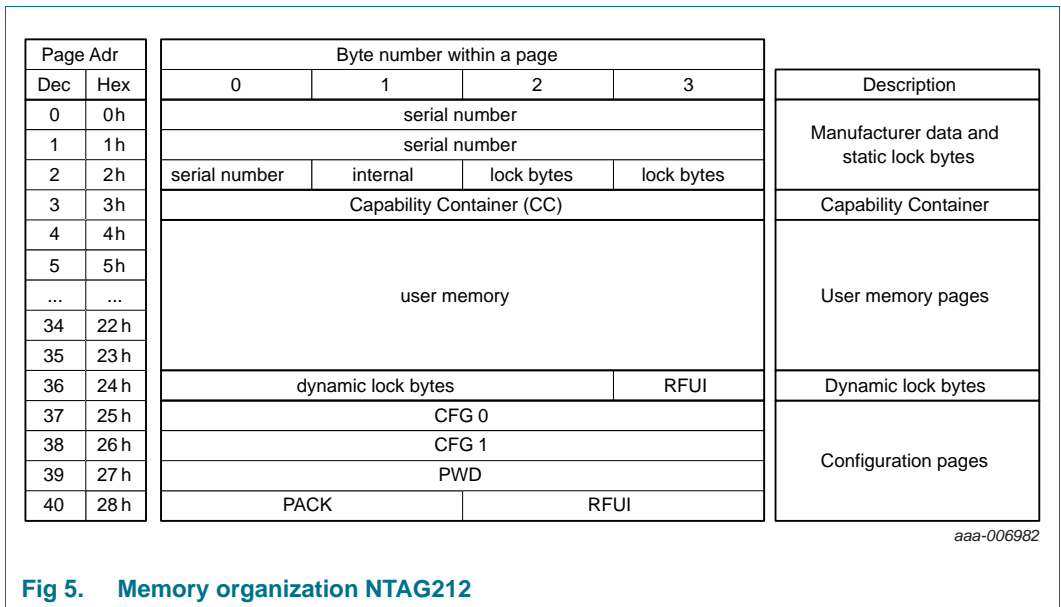 Page Adr Byte number within a page
Dec Hex 0 1 2 3 Description
0 0h serial number
1 1h serial number Manufacturer data and static lock bytes
2 2h serial number internal lock bytes lock bytes
3 3h Capability Container (CC) Capability Container
4 4h
5 5h
... ... user memory User memory pages
34 22h
35 23h
36 24h dynamic lock bytes RFUI Dynamic lock bytes
37 25h CFG 0
38 26h CFG 1 Configuration pages
39 27h PWD
40 28h PACK RFUI
aaa-006982
Fig 5. Memory organization NTAG212